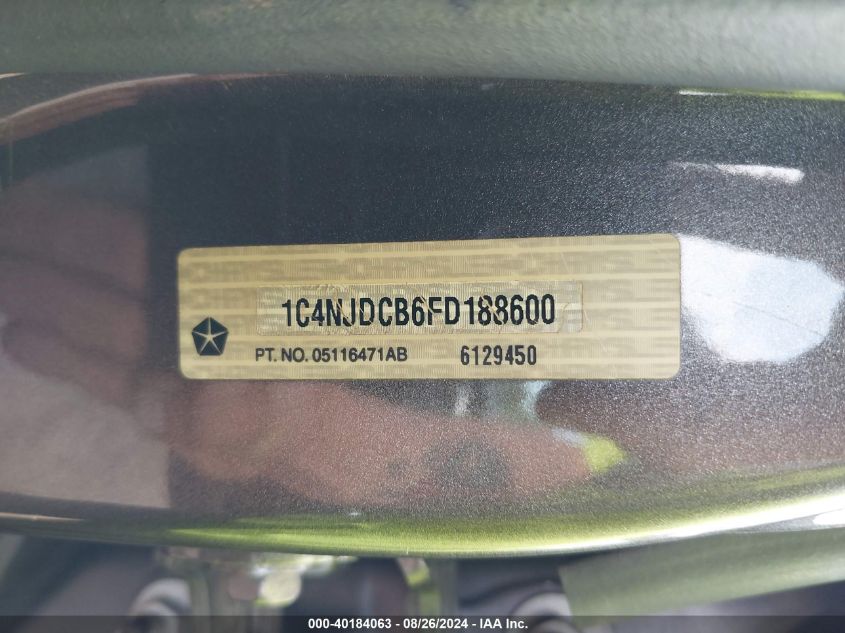 1C4NJDCB6FD188600
PT. NO. 05116471AB 6129450
000-40184063 - 08/26/2024 - IAA Inc.